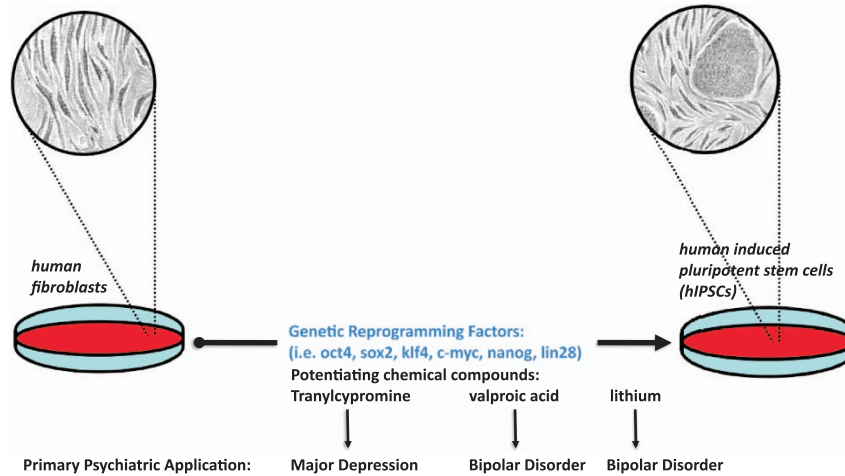 human
fibroblasts
human induced
pluripotent stem cells
(hIPSCs)
Genetic Reprogramming Factors:
(i.e. oct4, sox2, klf4, c-myc, nanog, lin28)
Potentiating chemical compounds:
Tranylcypromine valproic acid lithium
Primary Psychiatric Application: Major Depression Bipolar Disorder Bipolar Disorder